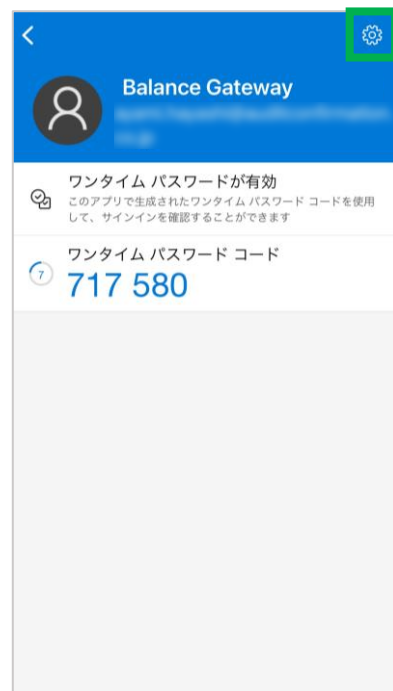 Balance Gateway
ワンタイム パスワードが有効
このアプリで生成されたワンタイム パスワード コードを使用
して、サインインを確認することができます
ワンタイム パスワード コード
7
717 580